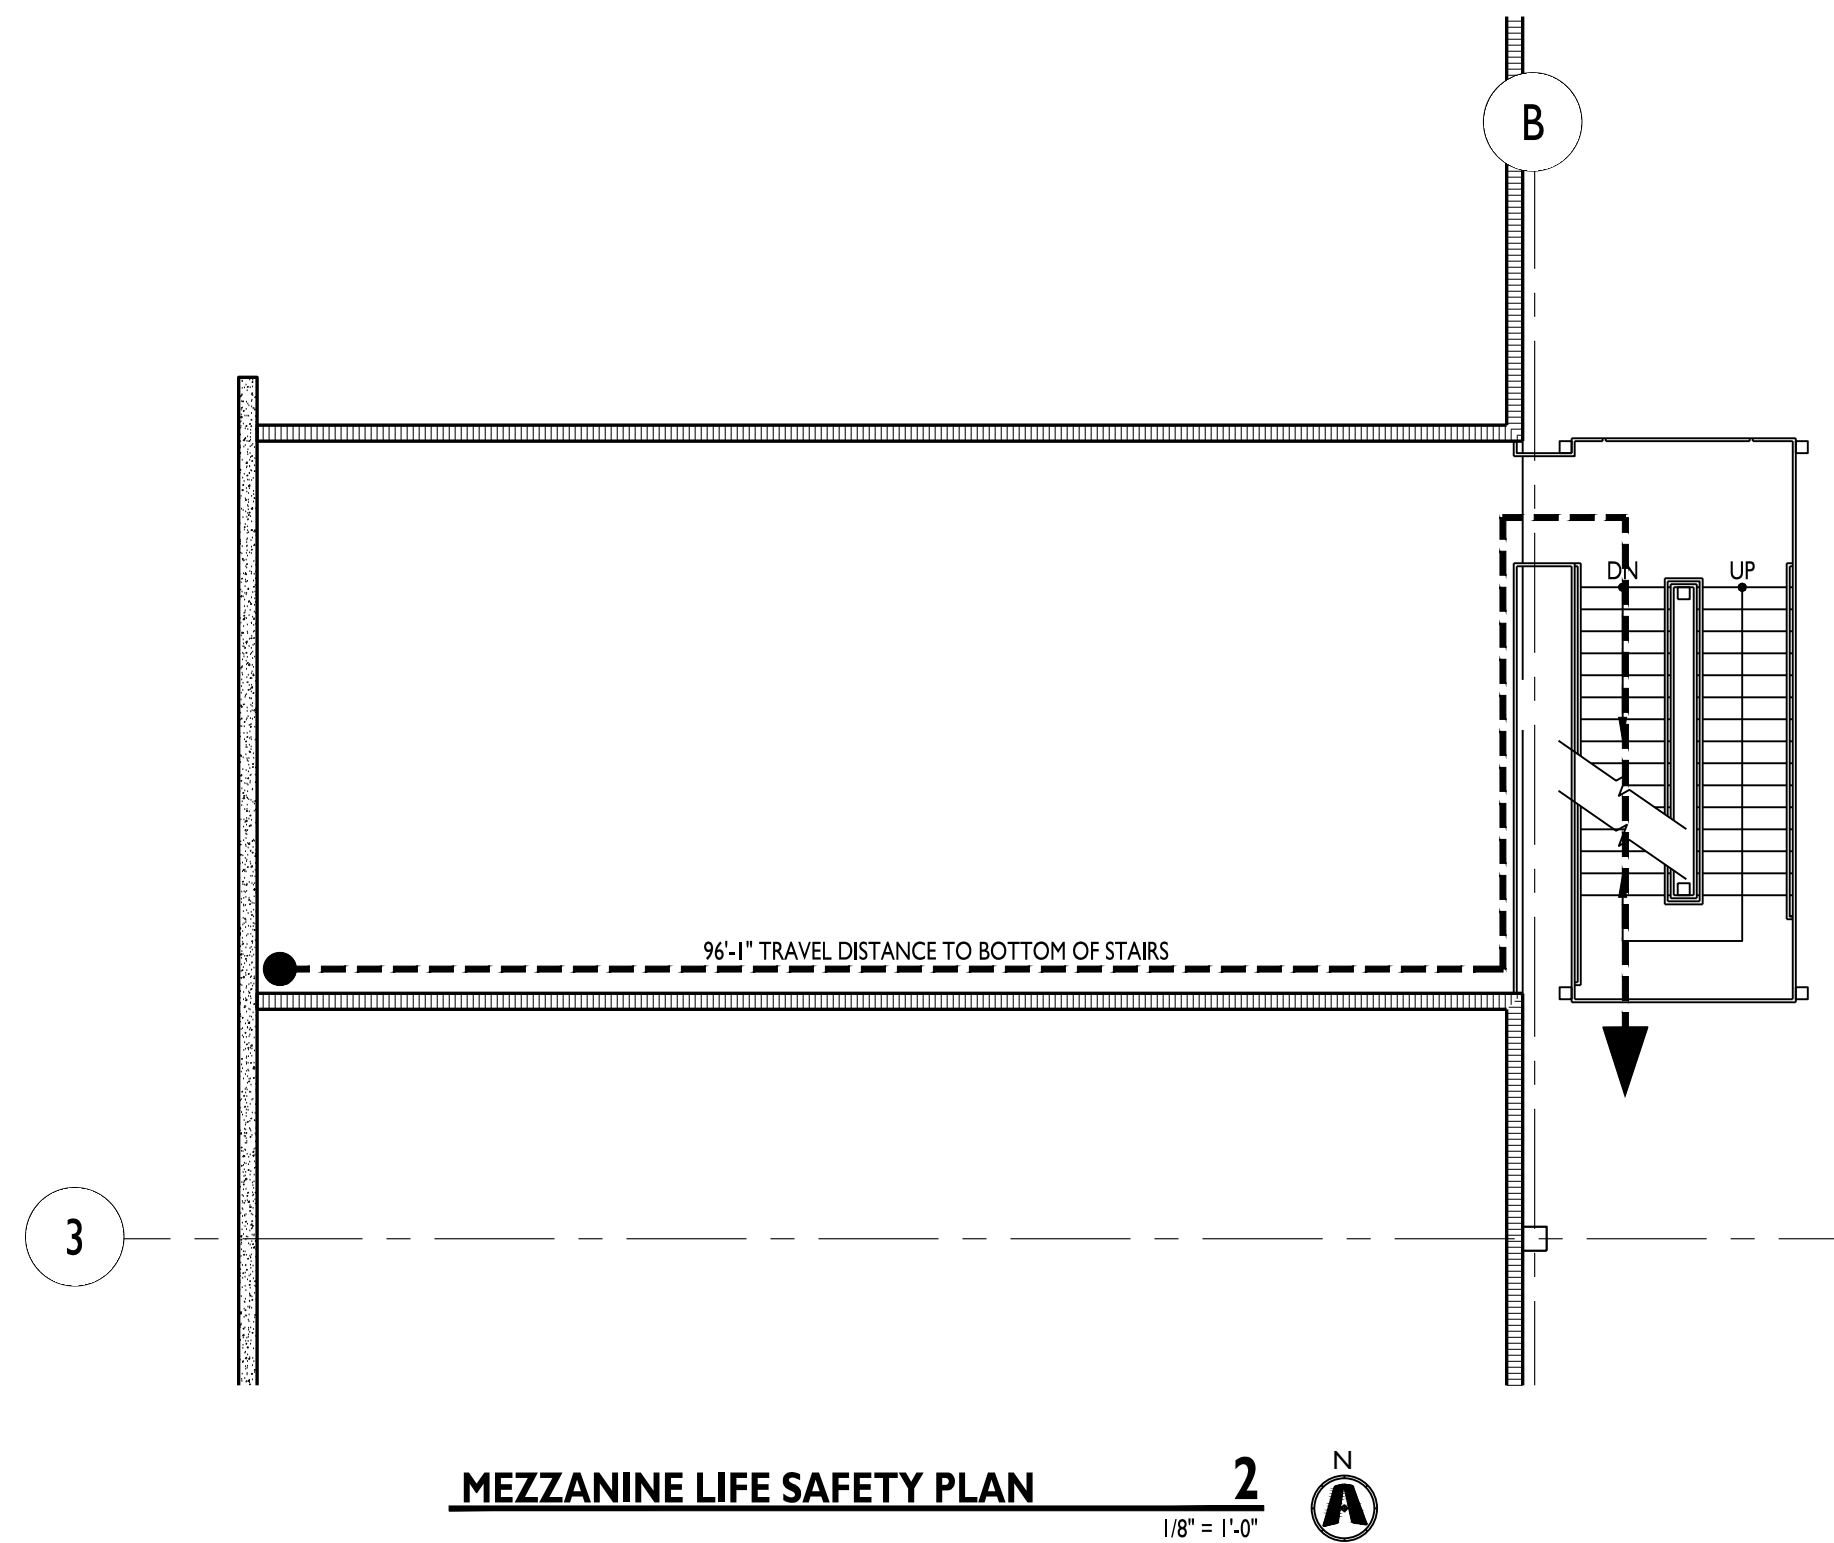 B
DN
UP
96'-1" TRAVEL DISTANCE TO BOTTOM OF STAIRS
3
MEZZANINE LIFE SAFETY PLAN
2
1/8" = 1'-0"
N